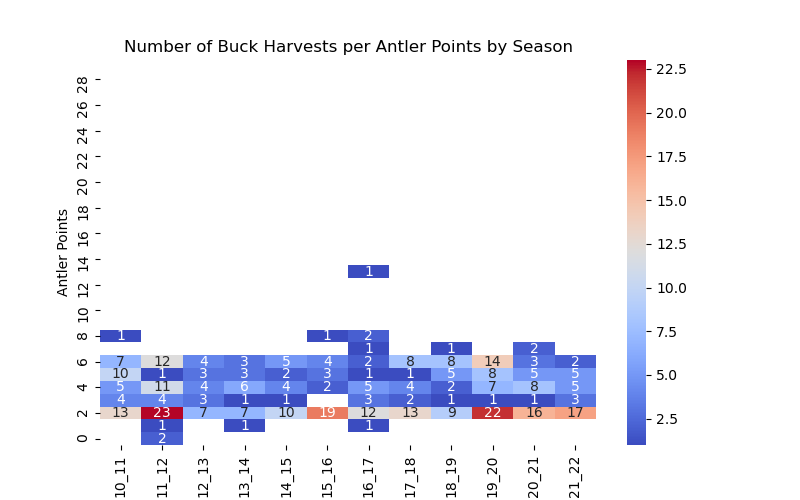 Number of Buck Harvests per Antler Points by Season
Antler Points
28
26
24
22
20
18
16
14
1
12
10
8 1 1 2
1 1 2
6 7 12 4 3 5 4 2 8 8 14 3 2
10 1 3 3 2 3 1 1 5 8 5 5
4 5 11 4 6 4 2 5 4 2 7 8 5
4 4 3 1 1 3 2 1 1 1 3
2 13 23 7 7 10 19 12 13 9 22 16 17
1 1 1
0 2
10_11 11_12 12_13 13_14 14_15 15_16 16_17 17_18 18_19 19_20 20_21 21_22
22.5
20.0
17.5
15.0
12.5
10.0
7.5
5.0
2.5